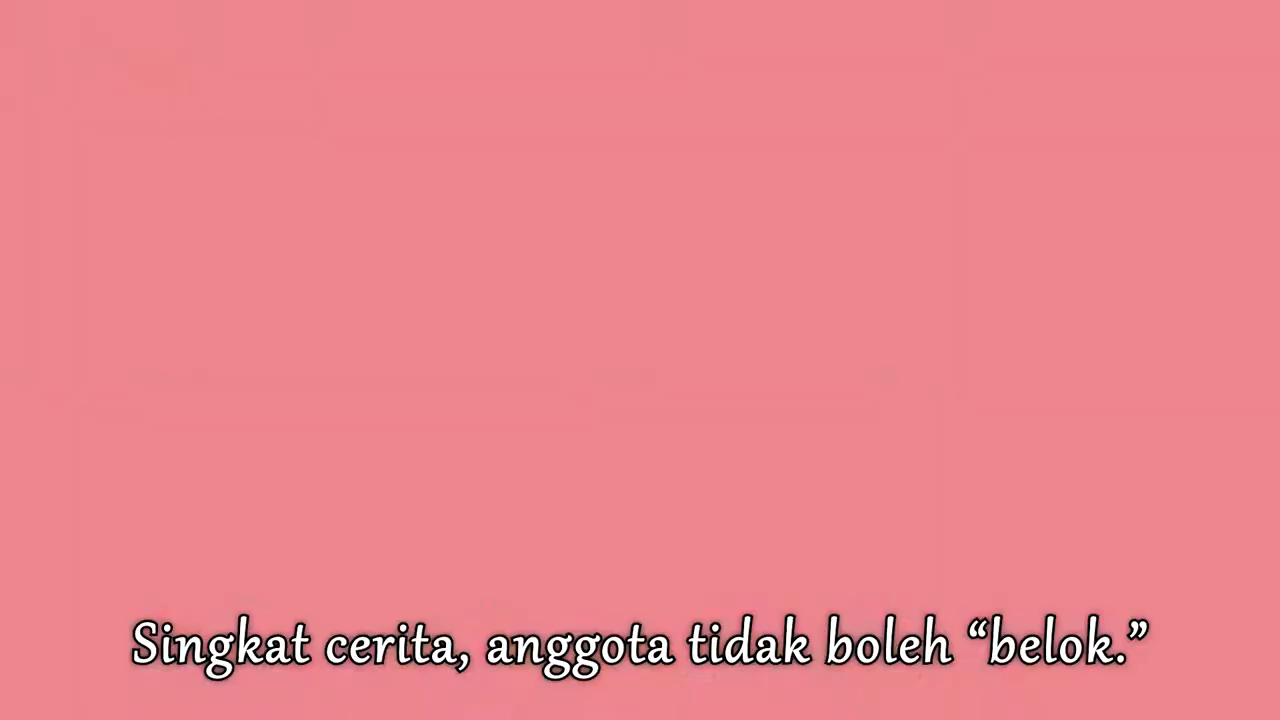 Singkat cerita, anggota tidak boleh “belok.”